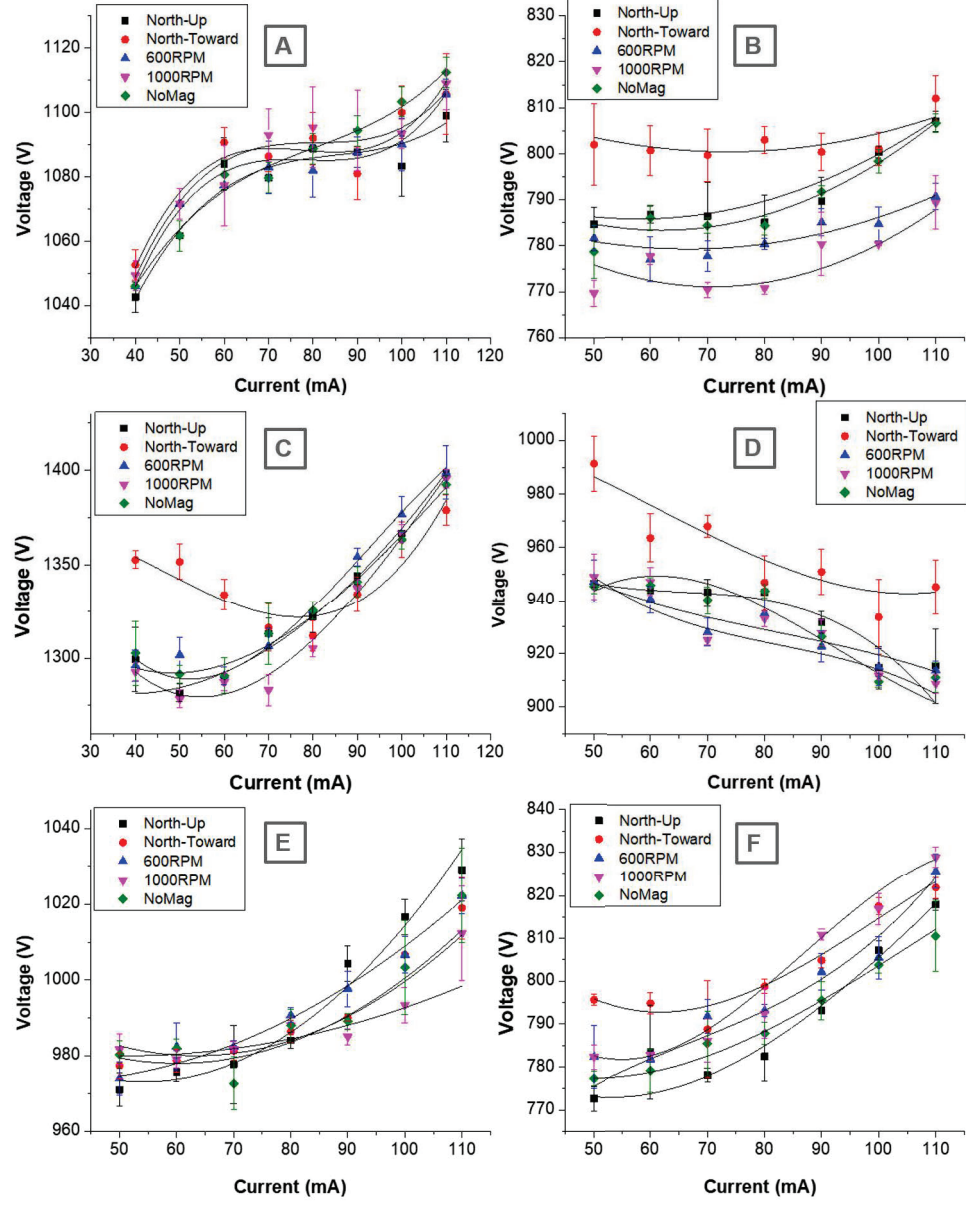 North-Up
North-Toward
600RPM
1000RPM
NoMag
A
1120
1100
1080
1060
1040
Voltage (V)
30 40 50 60 70 80 90 100 110 120
Current (mA)
North-Up
North-Toward
600RPM
1000RPM
NoMag
B
830
820
810
800
790
780
770
760
Voltage (V)
50 60 70 80 90 100 110
Current (mA)
North-Up
North-Toward
600RPM
1000RPM
NoMag
C
1400
1350
1300
Voltage (V)
30 40 50 60 70 80 90 100 110 120
Current (mA)
North-Up
North-Toward
600RPM
1000RPM
NoMag
D
1000
980
960
940
920
900
Voltage (V)
50 60 70 80 90 100 110
Current (mA)
North-Up
North-Toward
600RPM
1000RPM
NoMag
E
1040
1020
1000
980
960
Voltage (V)
50 60 70 80 90 100 110
Current (mA)
North-Up
North-Toward
600RPM
1000RPM
NoMag
F
840
830
820
810
800
790
780
770
Voltage (V)
50 60 70 80 90 100 110
Current (mA)